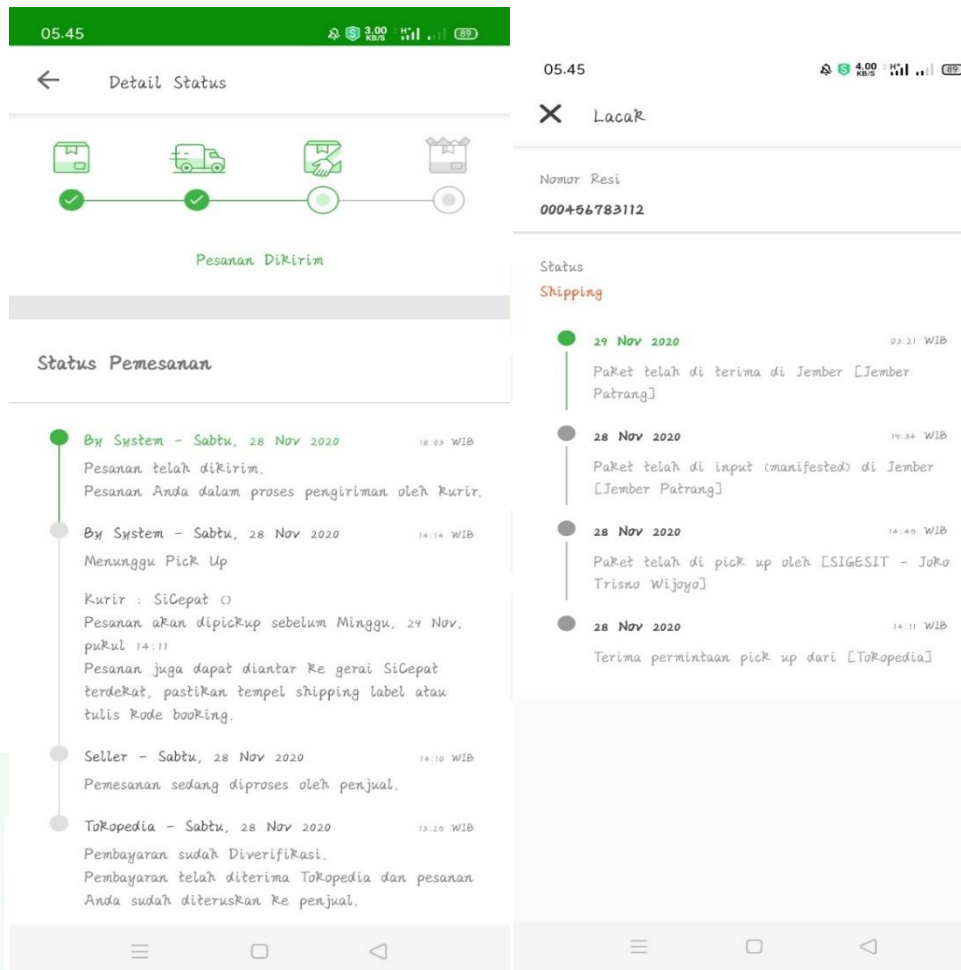 05.45
3.00 KB/S
H+
89
Detail Status
Pesanan Dikirim
Status Pemesanan
By System - Sabtu, 28 Nov 2020 18:03 WIB
Pesanan telah dikirim.
Pesanan Anda dalam proses pengiriman oleh kurir.
By System - Sabtu, 28 Nov 2020 14:14 WIB
Menunggu Pick Up
Kurir : SiCepat ()
Pesanan akan dipickup sebelum Minggu, 29 Nov,
pukul 14:11
Pesanan juga dapat diantar ke gerai SiCepat
terdekat, pastikan tempel shipping label atau
tulis kode booking.
Seller - Sabtu, 28 Nov 2020 14:10 WIB
Pemesanan sedang diproses oleh penjual.
Tokopedia - Sabtu, 28 Nov 2020 13:29 WIB
Pembayaran sudah Diverifikasi.
Pembayaran telah diterima Tokopedia dan pesanan
Anda sudah diteruskan ke penjual.
05.45
4.00 KB/S
H+
89
Lacak
Nomor Resi
000456783112
Status
Shipping
29 Nov 2020 03:21 WIB
Paket telah di terima di Jember [Jember
Patrang]
28 Nov 2020 19:34 WIB
Paket telah di input (manifested) di Jember
[Jember Patrang]
28 Nov 2020 14:49 WIB
Paket telah di pick up oleh [SIGESIT - Joko
Trisno Wijoyo]
28 Nov 2020 14:11 WIB
Terima permintaan pick up dari [Tokopedia]